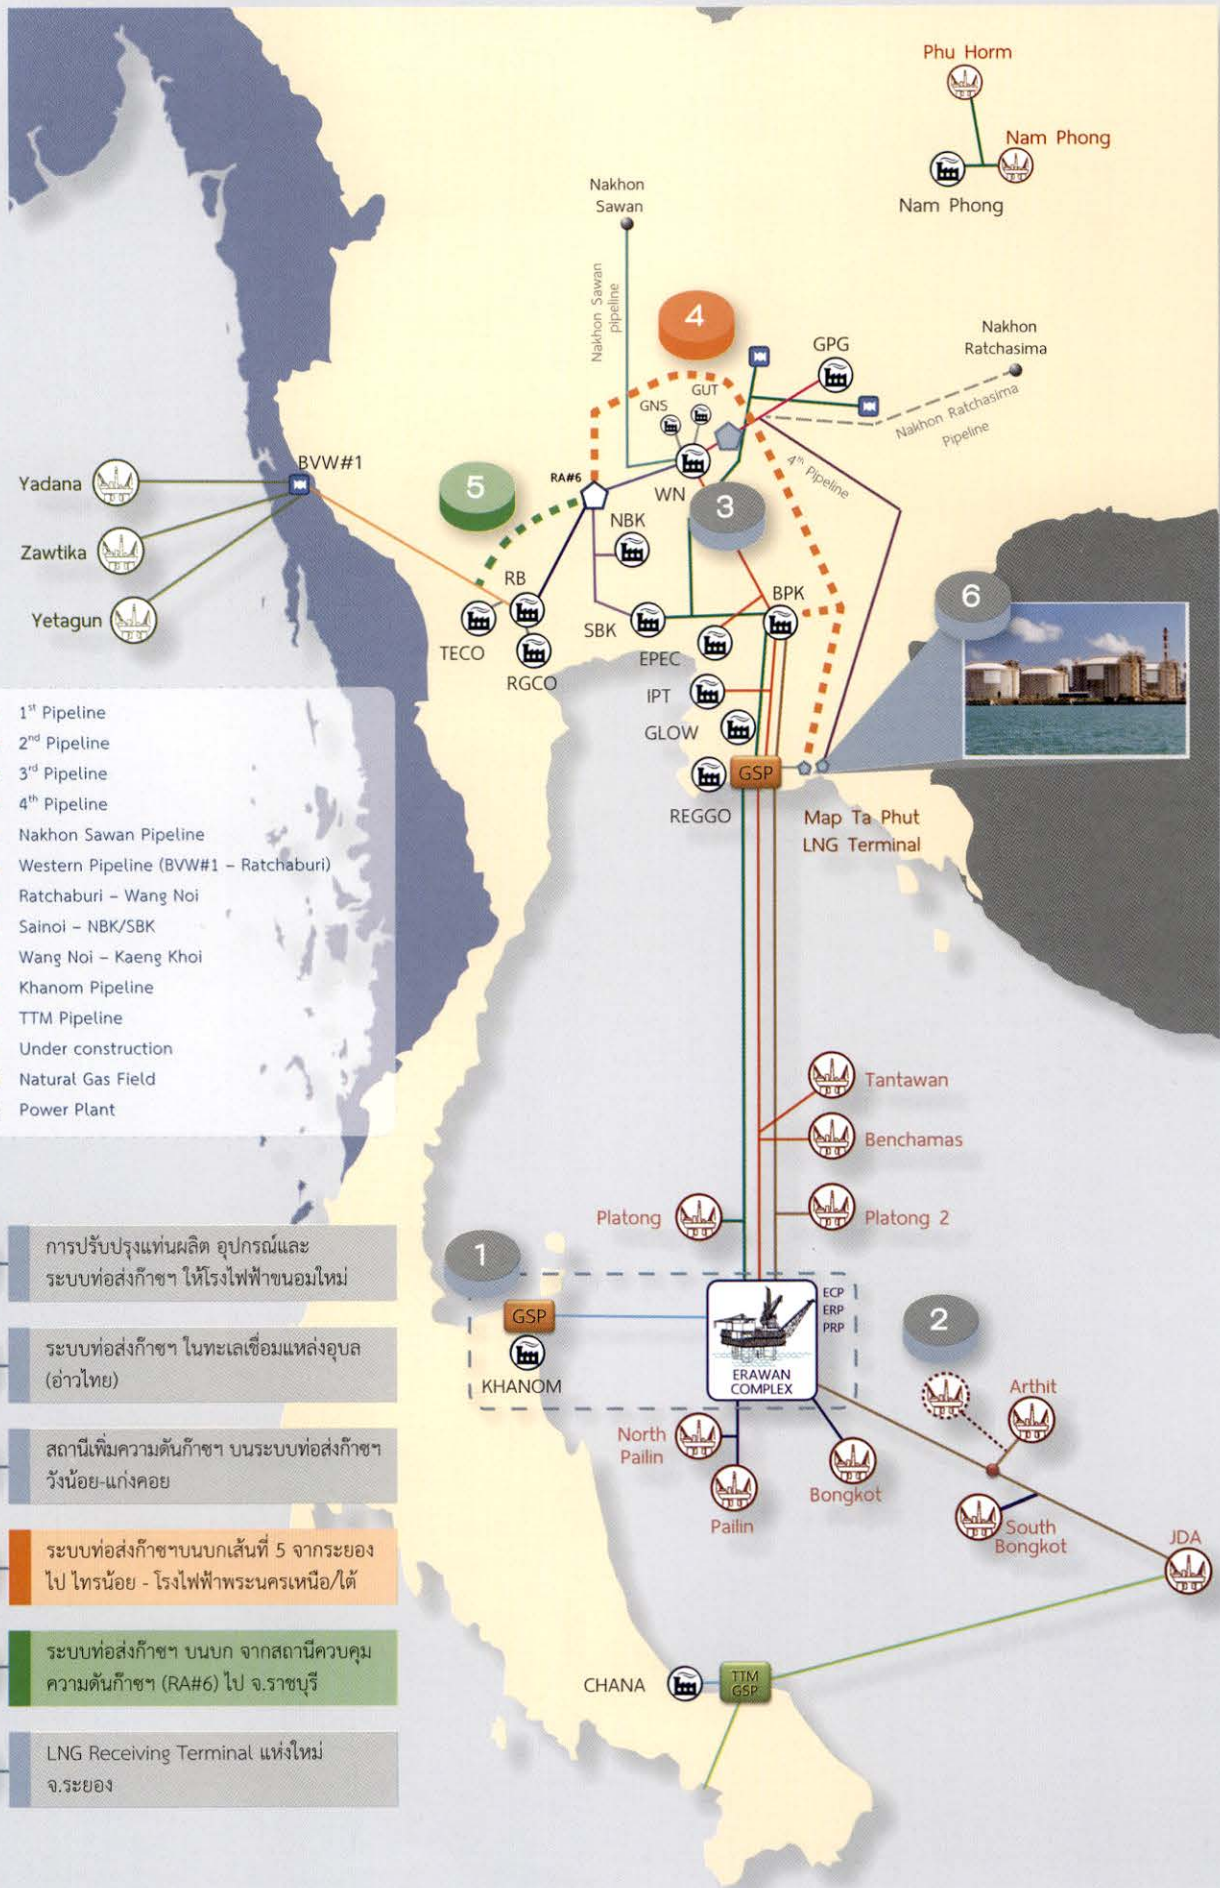 Phu Horm
Nam Phong
Nam Phong
Nakhon
Sawan
Nakhon Sawan
pipeline
4
Nakhon
Ratchasima
GPG
GUT
GNS
Nakhon Ratchasima
Pipeline
BVW#1
Yadana
5
RA#6
WN
4th Pipeline
3
NBK
Zawtika
RB
BPK
6
Yetagun
TECO
SBK
EPEC
RGCO
IPT
GLOW
GSP
REGGO
Map Ta Phut
LNG Terminal
1st Pipeline
2nd Pipeline
3rd Pipeline
4th Pipeline
Nakhon Sawan Pipeline
Western Pipeline (BVW#1 – Ratchaburi)
Ratchaburi – Wang Noi
Sainoi – NBK/SBK
Wang Noi – Kaeng Khoi
Khanom Pipeline
TTM Pipeline
Under construction
Natural Gas Field
Power Plant
Tantawan
Benchamas
Platong
Platong 2
1
GSP
KHANOM
ECP
ERP
PRP
ERAWAN
COMPLEX
2
Arthit
North
Pailin
Pailin
Bongkot
South
Bongkot
JDA
CHANA
TTM
GSP
การปรับปรุงแท่นผลิต อุปกรณ์และ
ระบบท่อส่งก๊าซฯ ให้โรงไฟฟ้าขนอมใหม่
ระบบท่อส่งก๊าซฯ ในทะเลเชื่อมแหล่งอุบล
(อ่าวไทย)
สถานีเพิ่มความดันก๊าซฯ บนระบบท่อส่งก๊าซฯ
วังน้อย-แก่งคอย
ระบบท่อส่งก๊าซฯบนบกเส้นที่ 5 จากระยอง
ไป ไทรน้อย - โรงไฟฟ้าพระนครเหนือ/ใต้
ระบบท่อส่งก๊าซฯ บนบก จากสถานีควบคุม
ความดันก๊าซฯ (RA#6) ไป จ.ราชบุรี
LNG Receiving Terminal แห่งใหม่
จ.ระยอง